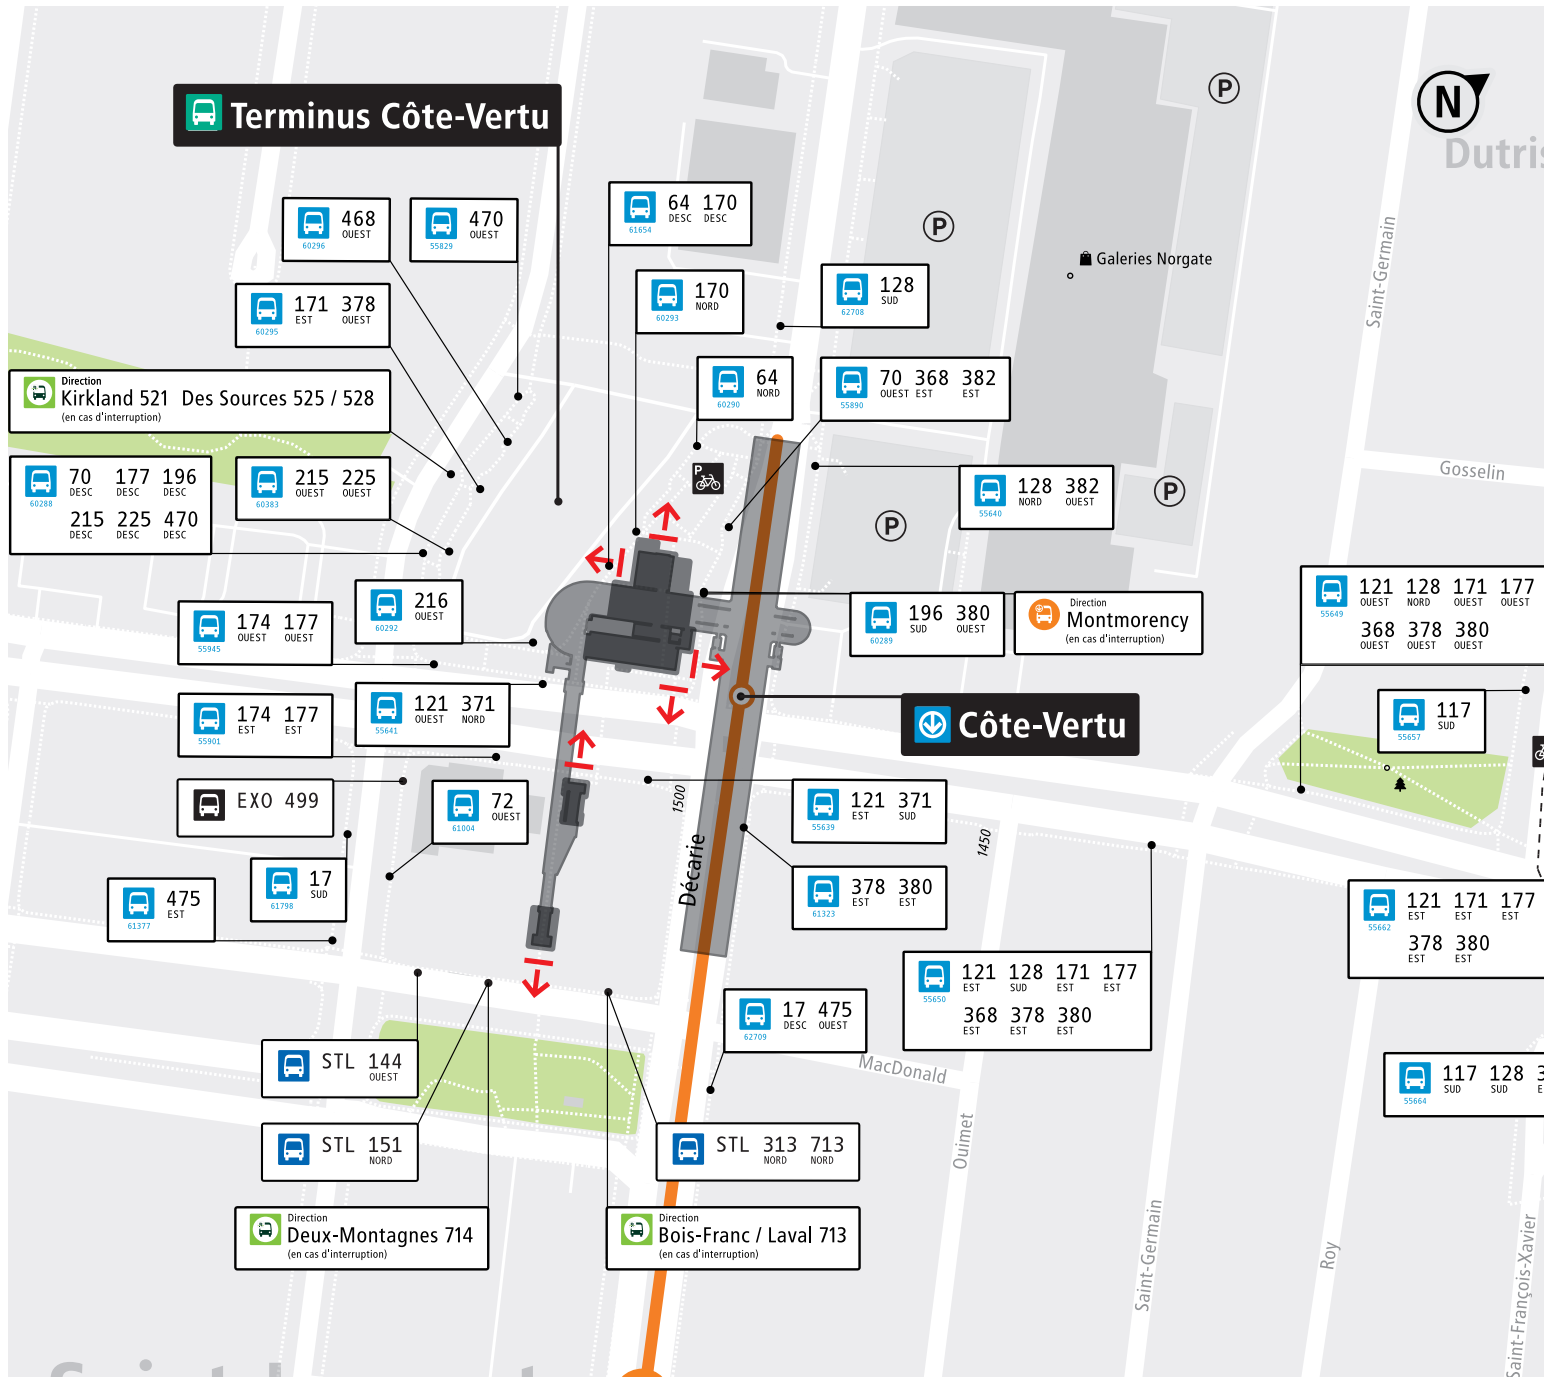 Terminus Côte-Vertu
N
Dutris
P
P
P
P
468
OUEST
60296
470
OUEST
55829
64 170
DESC DESC
61654
171 378
EST OUEST
60295
170
NORD
60293
128
SUD
62708
Galeries Norgate
Saint-Germain
Direction
Kirkland 521 Des Sources 525 / 528
(en cas d'interruption)
64
NORD
60290
70 368 382
OUEST EST EST
55890
70 177 196
DESC DESC DESC
60288
215 225 470
DESC DESC DESC
215 225
OUEST OUEST
60383
P
128 382
NORD OUEST
55640
Gosselin
216
OUEST
60292
174 177
OUEST OUEST
55945
196 380
SUD OUEST
60289
Direction
Montmorency
(en cas d'interruption)
121 128 171 177
OUEST NORD OUEST OUEST
55649
368 378 380
OUEST OUEST OUEST
174 177
EST EST
55901
121 371
OUEST NORD
55641
Côte-Vertu
117
SUD
55657
EXO 499
72
OUEST
61004
1500
Décarie
121 371
EST SUD
55639
1450
17
SUD
61798
475
EST
61377
378 380
EST EST
61323
121 171 177
EST EST EST
55662
378 380
EST EST
121 128 171 177
EST SUD EST EST
55650
368 378 380
EST EST EST
17 475
DESC OUEST
62709
MacDonald
STL 144
OUEST
117 128 3
SUD SUD E
55664
STL 151
NORD
STL 313 713
NORD NORD
Ouimet
Saint-Germain
Roy
Saint-François-Xavier
Direction
Deux-Montagnes 714
(en cas d'interruption)
Direction
Bois-Franc / Laval 713
(en cas d'interruption)